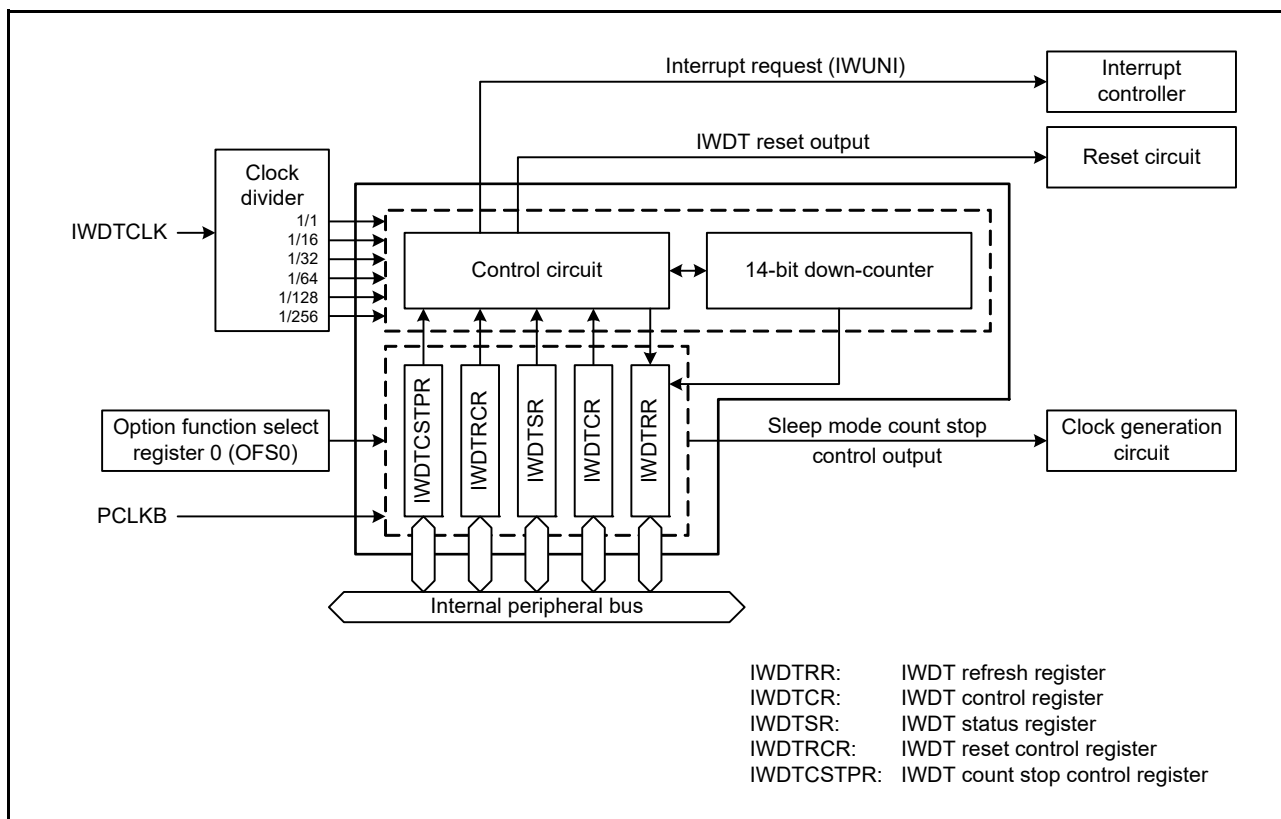 Interrupt request (IWUNI)
Interrupt
controller
IWDT reset output
Reset circuit
Clock
divider
IWDTCLK
1/1
1/16
1/32
1/64
1/128
1/256
Control circuit
14-bit down-counter
Option function select
register 0 (OFS0)
PCLKB
IWDTCSTPR
IWDTRCR
IWDTSR
IWDTCR
IWDTRR
Sleep mode count stop
control output
Clock generation
circuit
Internal peripheral bus
IWDTRR: IWDT refresh register
IWDTCR: IWDT control register
IWDTSR: IWDT status register
IWDTRCR: IWDT reset control register
IWDTCSTPR: IWDT count stop control register